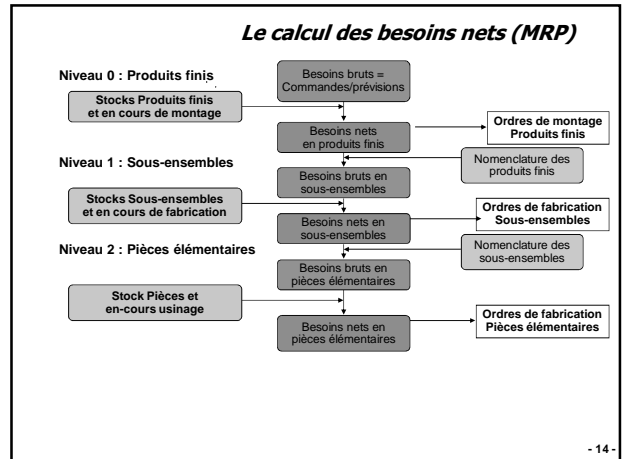 Le calcul des besoins nets (MRP)
Niveau 0 : Produits finis
Besoins bruts =
Commandes/prévisions
Stocks Produits finis
et en cours de montage
Besoins nets
en produits finis
Ordres de montage
Produits finis
Niveau 1 : Sous-ensembles
Nomenclature des
produits finis
Besoins bruts en
sous-ensembles
Stocks Sous-ensembles
et en cours de fabrication
Besoins nets en
sous-ensembles
Ordres de fabrication
Sous-ensembles
Niveau 2 : Pièces élémentaires
Nomenclature des
sous-ensembles
Besoins bruts en
pièces élémentaires
Stock Pièces et
en-cours usinage
Besoins nets en
pièces élémentaires
Ordres de fabrication
Pièces élémentaires
- 14 -